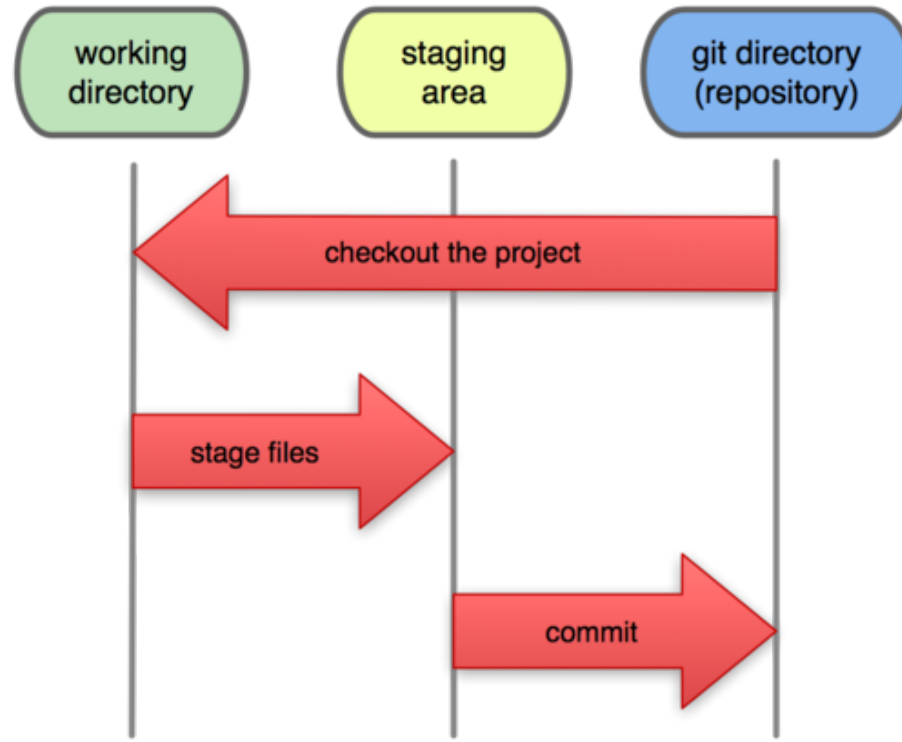 working
directory
staging
area
git directory
(repository)
checkout the project
stage files
commit